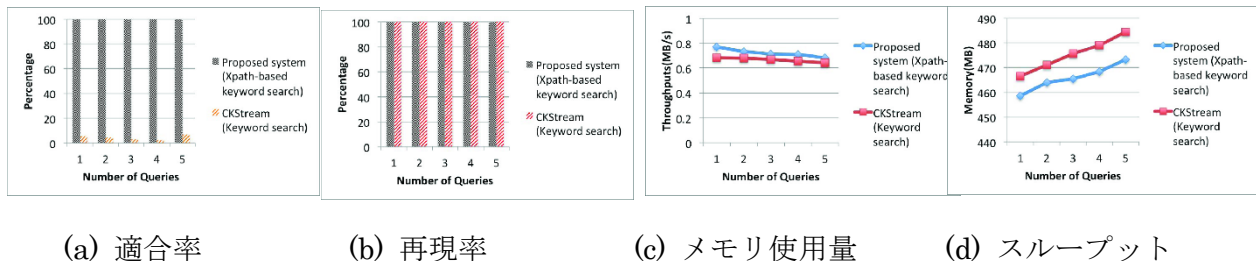 100
80
60
40
20
0
Percentage
1 2 3 4 5
Number of Queries
Proposed system
(Xpath-based
keyword search)
CKStream
(Keyword search)
100
80
60
40
20
0
Percentage
1 2 3 4 5
Number of Queries
Proposed system
(Xpath-based
keyword search)
CKStream
(Keyword search)
1
0.8
0.6
0.4
0.2
0
Throughputs(MB/s)
1 2 3 4 5
Number of Queries
Proposed
system (Xpath-
based keyword
search)
CKStream
(Keyword
search)
490
480
470
460
450
440
Memory(MB)
1 2 3 4 5
Number of Queries
Proposed
system (Xpath-
based keyword
search)
CKStream
(Keyword
search)
(a) 適合率
(b) 再現率
(c) メモリ使用量
(d) スループット